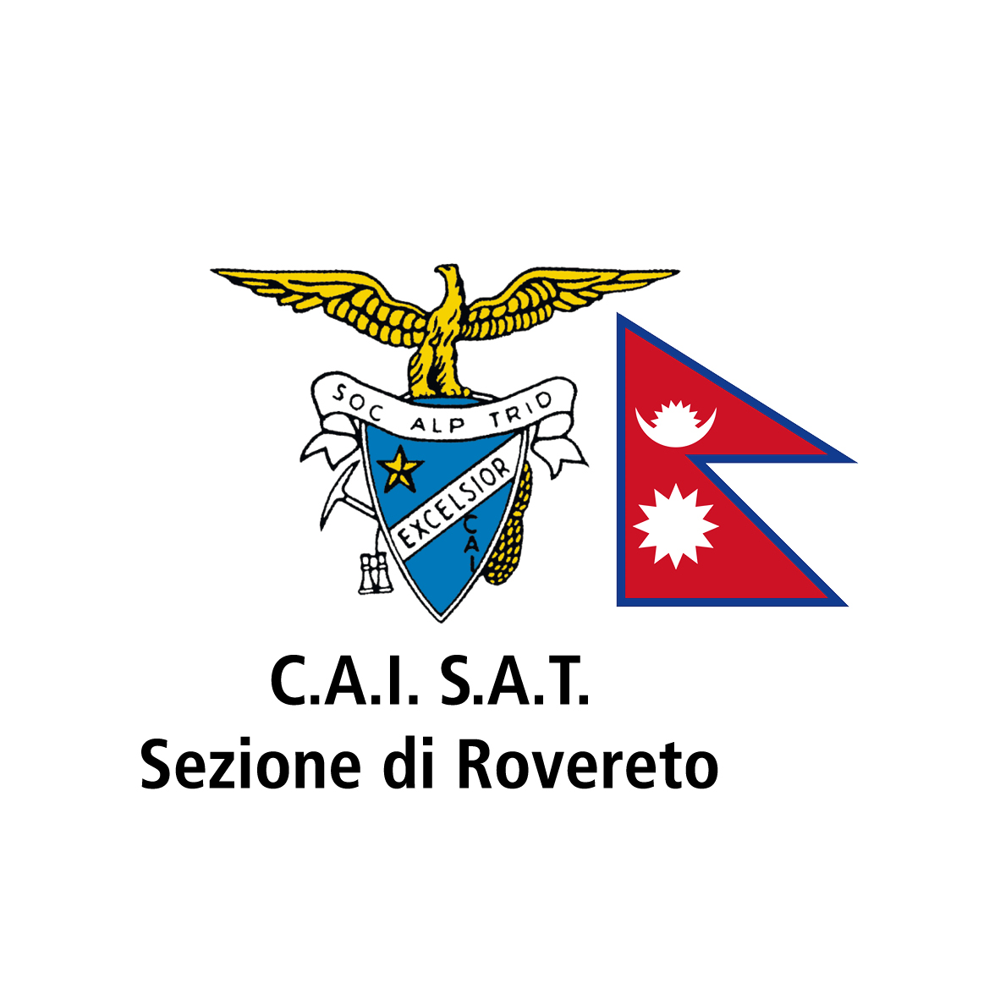 SOC ALP TRID
EXCELSIOR
CAI
C.A.I. S.A.T.
Sezione di Rovereto